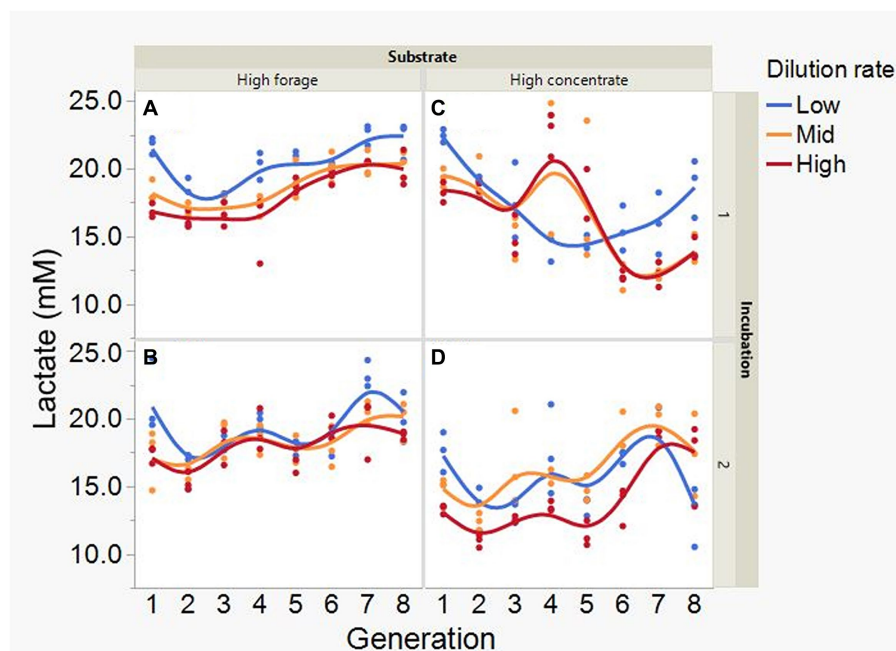 Substrate
High forage High concentrate
Dilution rate
Low
Mid
High
A C
25.0
20.0
15.0
10.0
1
B D
25.0
20.0
15.0
10.0
2
Lactate (mM)
Incubation
1 2 3 4 5 6 7 8 1 2 3 4 5 6 7 8
Generation